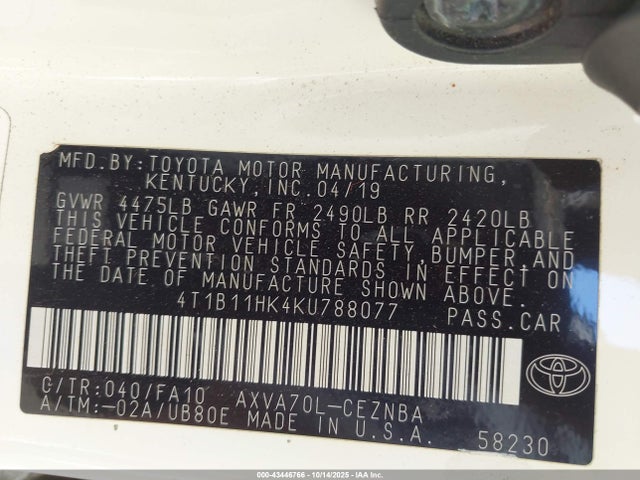 MFD.BY:TOYOTA MOTOR MANUFACTURING,
KENTUCKY,INC.04/19
GVWR 4475LB GAWR FR 2490LB RR 2420LB
THIS VEHICLE CONFORMS TO ALL APPLICABLE
FEDERAL MOTOR VEHICLE SAFETY,BUMPER,AND
THEFT PREVENTION STANDARDS IN EFFECT ON
THE DATE OF MANUFACTURE SHOWN ABOVE.
4T1B11HK4KU788077 PASS.CAR
C/TR:040/FA10 AXVA70L-CEZNBA
A/TM:-02A/UB80E MADE IN U.S.A. 58230
000-43446766 | 10/14/2025 | IAAI.CA